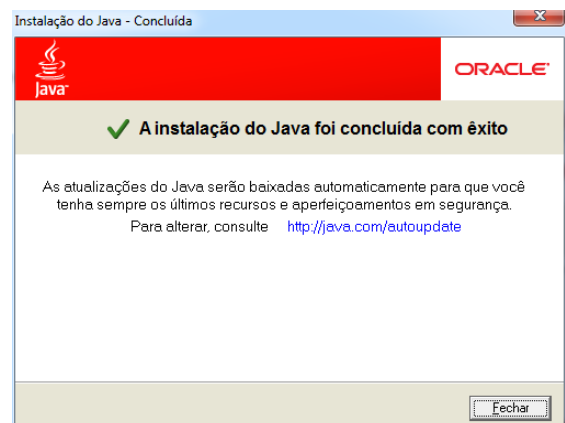 Instalação do Java - Concluída
X
Java
ORACLE
A instalação do Java foi concluída com êxito
As atualizações do Java serão baixadas automaticamente para que você
tenha sempre os últimos recursos e aperfeiçoamentos em segurança.
Para alterar, consulte http://java.com/autoupdate
Fechar